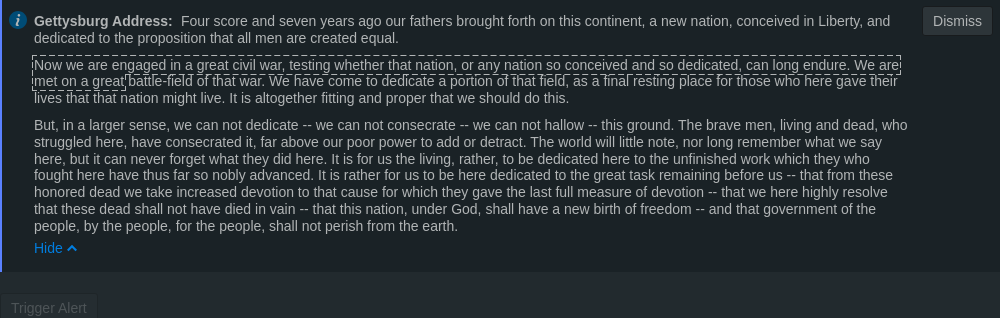 Gettysburg Address: Four score and seven years ago our fathers brought forth on this continent, a new nation, conceived in Liberty, and
Dismiss
dedicated to the proposition that all men are created equal.
Now we are engaged in a great civil war, testing whether that nation, or any nation so conceived and so dedicated, can long endure. We are
met on a great battle-field of that war. We have come to dedicate a portion of that field, as a final resting place for those who here gave their
lives that that nation might live. It is altogether fitting and proper that we should do this.
But, in a larger sense, we can not dedicate -- we can not consecrate -- we can not hallow -- this ground. The brave men, living and dead, who
struggled here, have consecrated it, far above our poor power to add or detract. The world will little note, nor long remember what we say
here, but it can never forget what they did here. It is for us the living, rather, to be dedicated here to the unfinished work which they who
fought here have thus far so nobly advanced. It is rather for us to be here dedicated to the great task remaining before us -- that from these
honored dead we take increased devotion to that cause for which they gave the last full measure of devotion -- that we here highly resolve
that these dead shall not have died in vain -- that this nation, under God, shall have a new birth of freedom -- and that government of the
people, by the people, for the people, shall not perish from the earth.
Hide
Trigger Alert